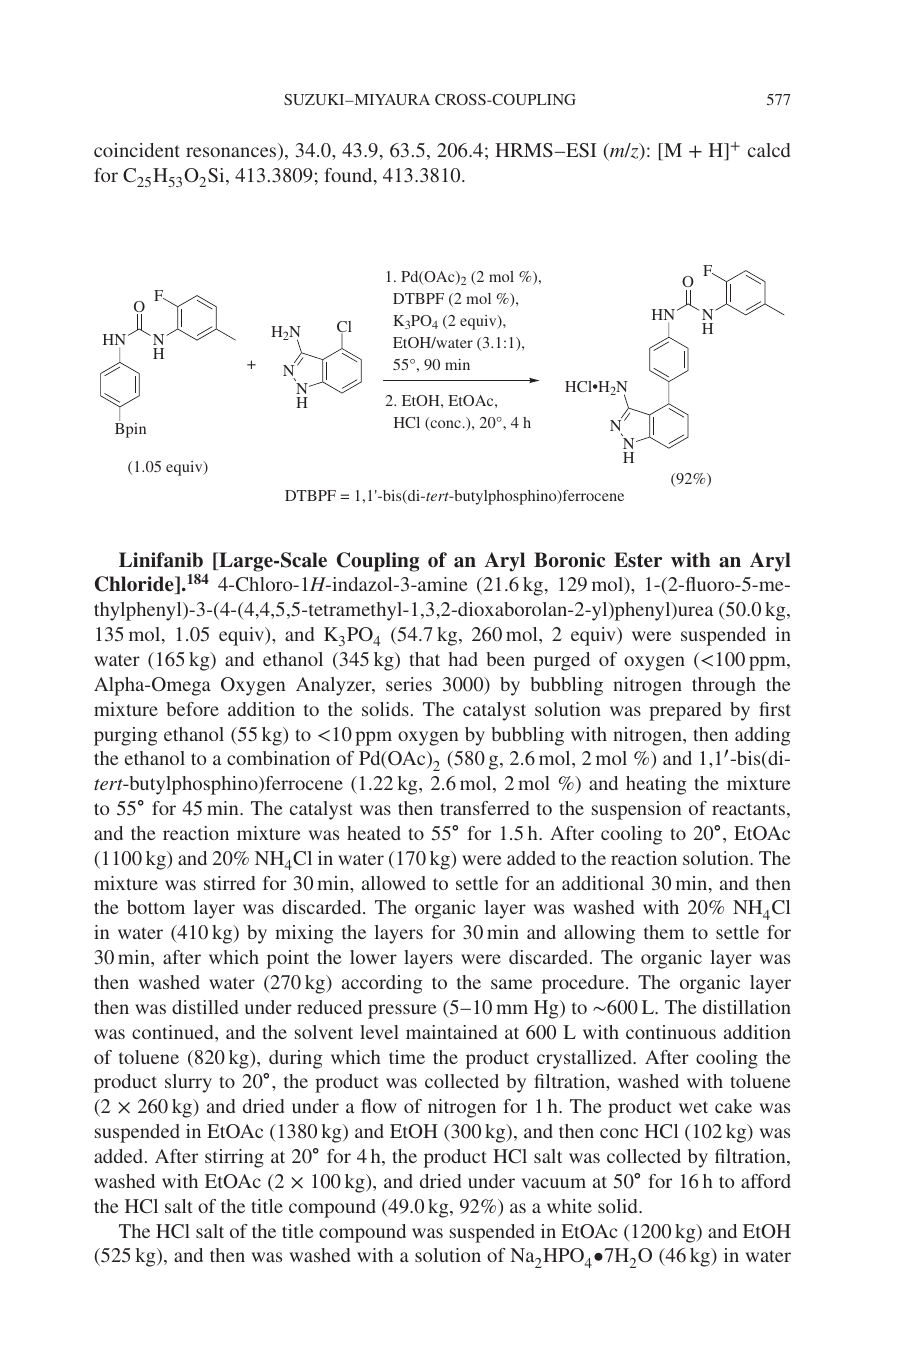 SUZUKI–MIYAURA CROSS-COUPLING 577
coincident resonances), 34.0, 43.9, 63.5, 206.4; HRMS–ESI (m/z): [M + H]⁺ calcd
for C₂₅H₅₃O₂Si, 413.3809; found, 413.3810.
O
F
HN
N
H
Bpin
(1.05 equiv)
+
H₂N
Cl
N
N
H
1. Pd(OAc)₂ (2 mol %),
DTBPF (2 mol %),
K₃PO₄ (2 equiv),
EtOH/water (3.1:1),
55°, 90 min
2. EtOH, EtOAc,
HCl (conc.), 20°, 4 h
O
F
HN
N
H
HCl•H₂N
N
N
H
(92%)
DTBPF = 1,1'-bis(di-tert-butylphosphino)ferrocene
Linifanib [Large-Scale Coupling of an Aryl Boronic Ester with an Aryl
Chloride].¹⁸⁴ 4-Chloro-1H-indazol-3-amine (21.6 kg, 129 mol), 1-(2-fluoro-5-me-
thylphenyl)-3-(4-(4,4,5,5-tetramethyl-1,3,2-dioxaborolan-2-yl)phenyl)urea (50.0 kg,
135 mol, 1.05 equiv), and K₃PO₄ (54.7 kg, 260 mol, 2 equiv) were suspended in
water (165 kg) and ethanol (345 kg) that had been purged of oxygen (<100 ppm,
Alpha-Omega Oxygen Analyzer, series 3000) by bubbling nitrogen through the
mixture before addition to the solids. The catalyst solution was prepared by first
purging ethanol (55 kg) to <10 ppm oxygen by bubbling with nitrogen, then adding
the ethanol to a combination of Pd(OAc)₂ (580 g, 2.6 mol, 2 mol %) and 1,1′-bis(di-
tert-butylphosphino)ferrocene (1.22 kg, 2.6 mol, 2 mol %) and heating the mixture
to 55° for 45 min. The catalyst was then transferred to the suspension of reactants,
and the reaction mixture was heated to 55° for 1.5 h. After cooling to 20°, EtOAc
(1100 kg) and 20% NH₄Cl in water (170 kg) were added to the reaction solution. The
mixture was stirred for 30 min, allowed to settle for an additional 30 min, and then
the bottom layer was discarded. The organic layer was washed with 20% NH₄Cl
in water (410 kg) by mixing the layers for 30 min and allowing them to settle for
30 min, after which point the lower layers were discarded. The organic layer was
then washed water (270 kg) according to the same procedure. The organic layer
then was distilled under reduced pressure (5–10 mm Hg) to ~600 L. The distillation
was continued, and the solvent level maintained at 600 L with continuous addition
of toluene (820 kg), during which time the product crystallized. After cooling the
product slurry to 20°, the product was collected by filtration, washed with toluene
(2 × 260 kg) and dried under a flow of nitrogen for 1 h. The product wet cake was
suspended in EtOAc (1380 kg) and EtOH (300 kg), and then conc HCl (102 kg) was
added. After stirring at 20° for 4 h, the product HCl salt was collected by filtration,
washed with EtOAc (2 × 100 kg), and dried under vacuum at 50° for 16 h to afford
the HCl salt of the title compound (49.0 kg, 92%) as a white solid.
The HCl salt of the title compound was suspended in EtOAc (1200 kg) and EtOH
(525 kg), and then was washed with a solution of Na₂HPO₄•7H₂O (46 kg) in water